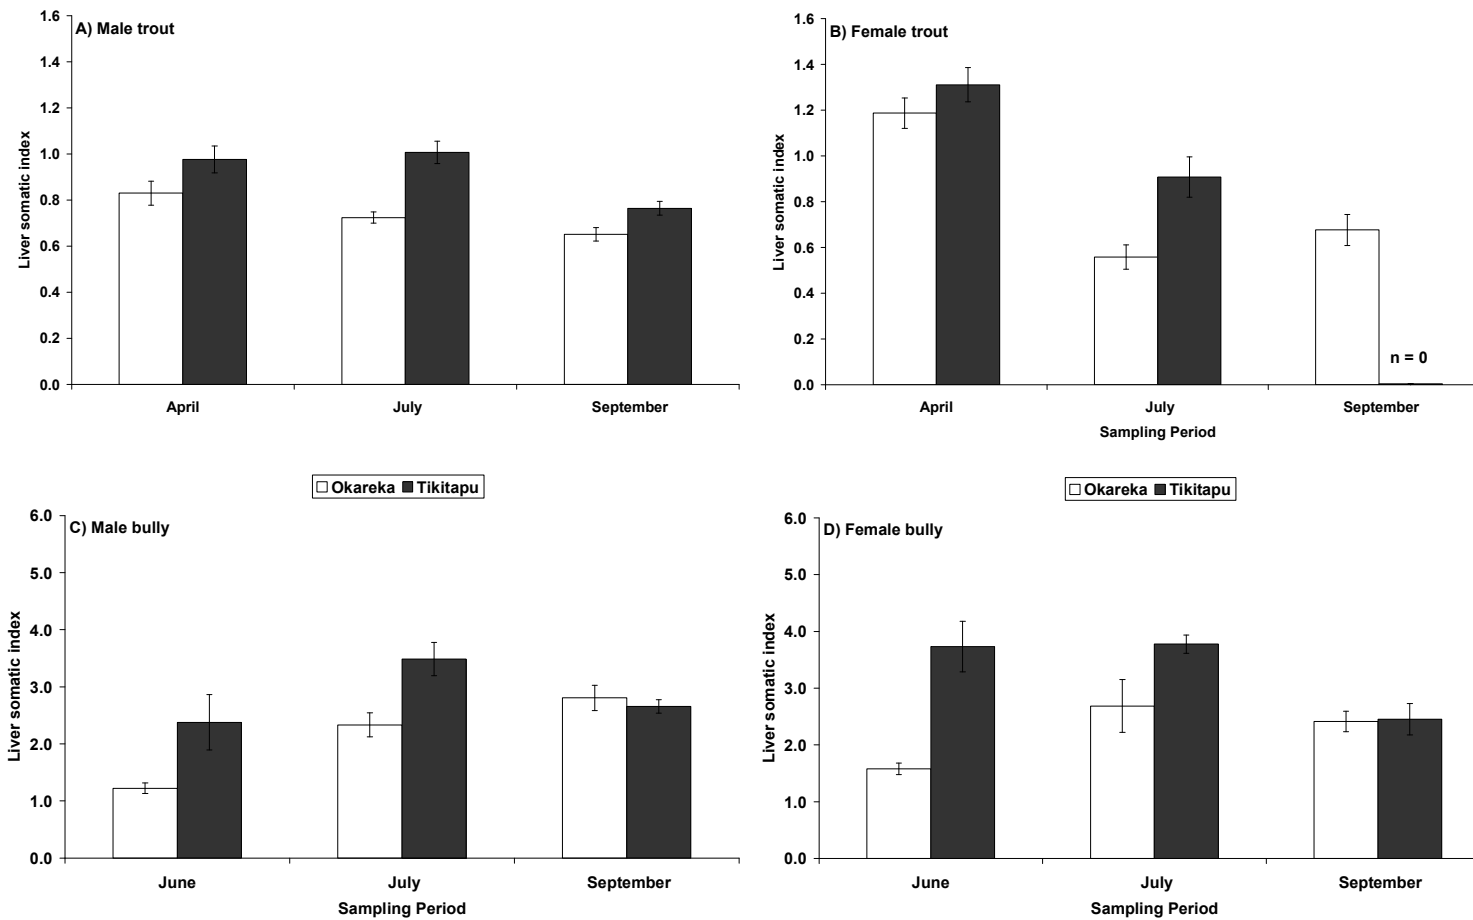 A) Male trout
Liver somatic index
1.6
1.4
1.2
1.0
0.8
0.6
0.4
0.2
0.0
April July September
B) Female trout
Liver somatic index
1.6
1.4
1.2
1.0
0.8
0.6
0.4
0.2
0.0
n = 0
April July September
Sampling Period
Okareka Tikitapu
Okareka Tikitapu
C) Male bully
Liver somatic index
6.0
5.0
4.0
3.0
2.0
1.0
0.0
June July September
Sampling Period
D) Female bully
Liver somatic index
6.0
5.0
4.0
3.0
2.0
1.0
0.0
June July September
Sampling Period